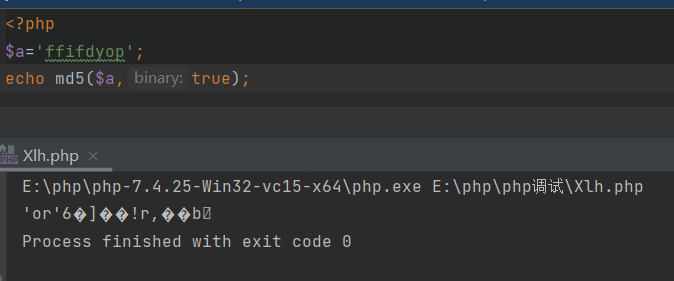 <?php
$a='ffifdyop';
echo md5($a, binary: true);
Xlh.php
E:\php\php-7.4.25-Win32-vc15-x64\php.exe E:\php\php调试\Xlh.php
'or'6�]��!r,��b
Process finished with exit code 0